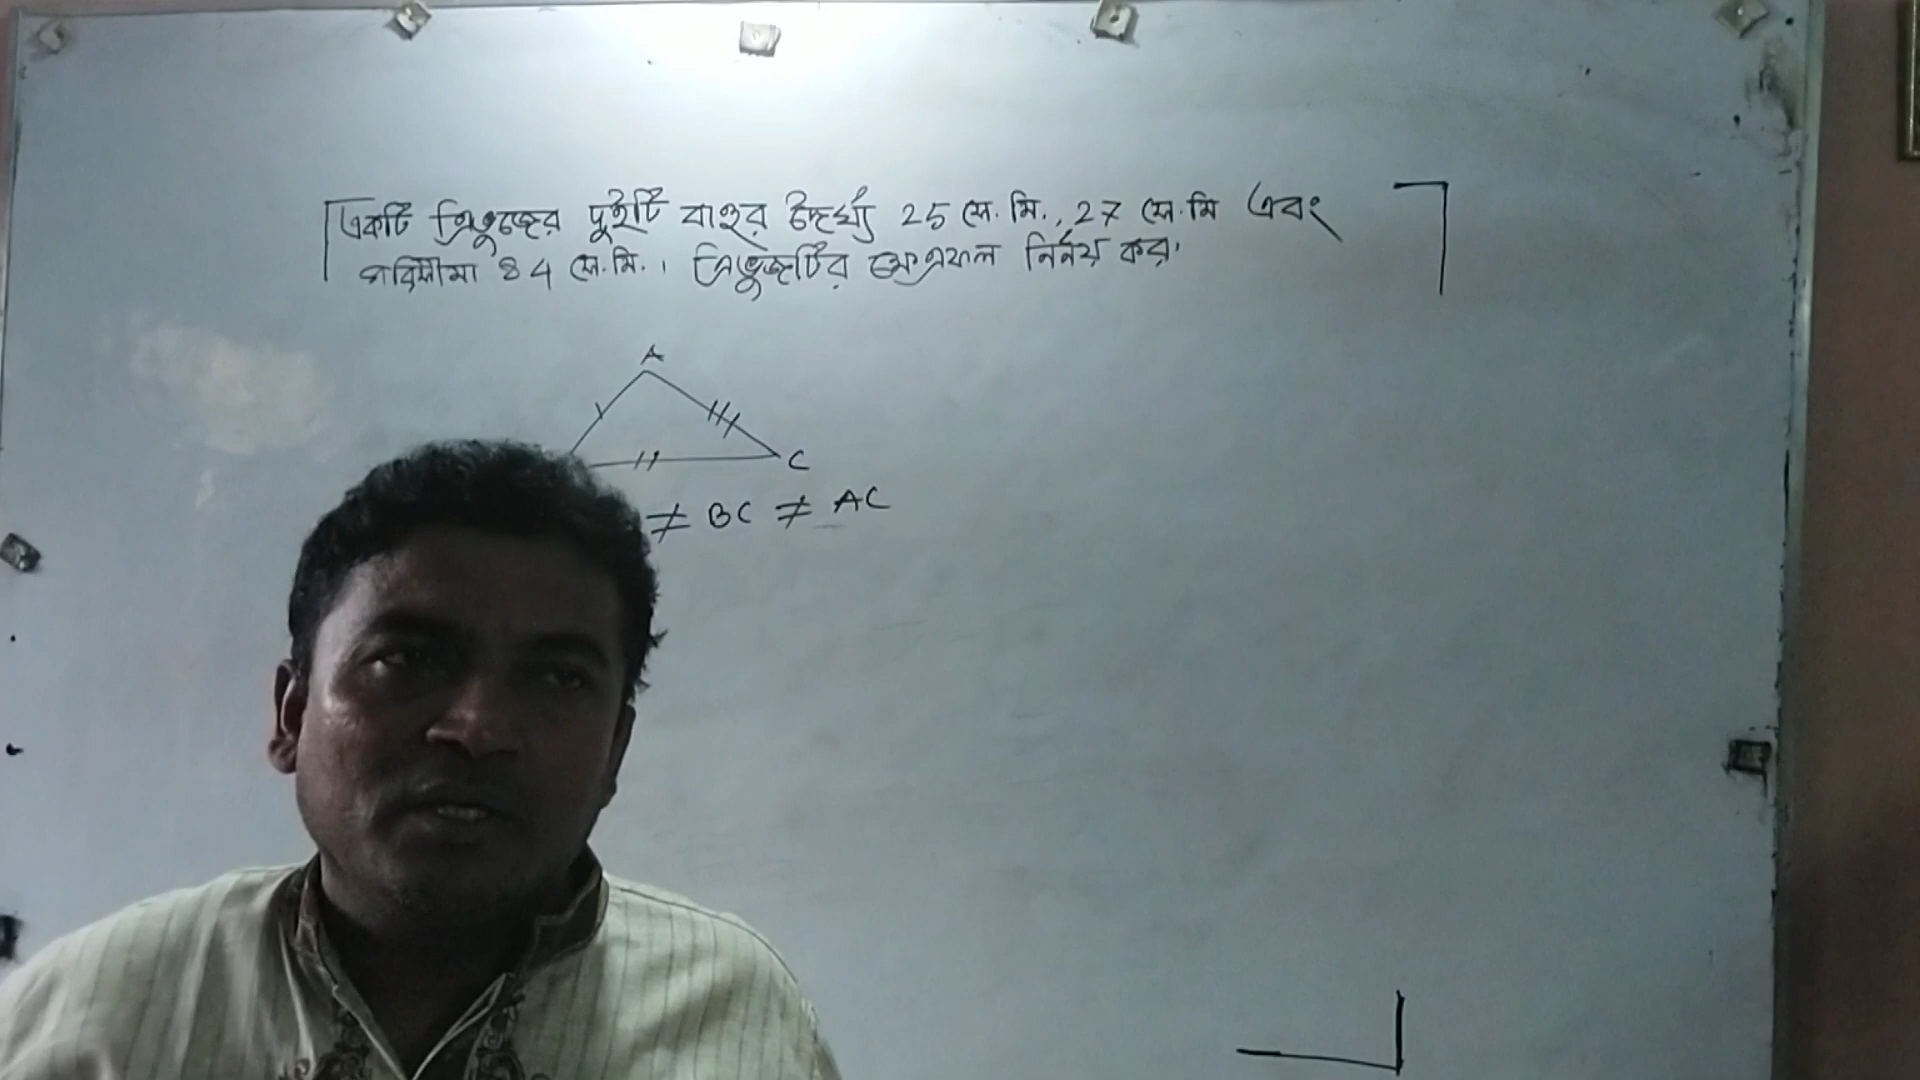 একটি ত্রিভুজের দুইটি বাহুর দৈর্ঘ্য 25 সে.মি., 27 সে.মি এবং
পরিসীমা 84 সে.মি.। ত্রিভুজটির ক্ষেত্রফল নির্ণয় কর।
A
C
≠ BC ≠ AC